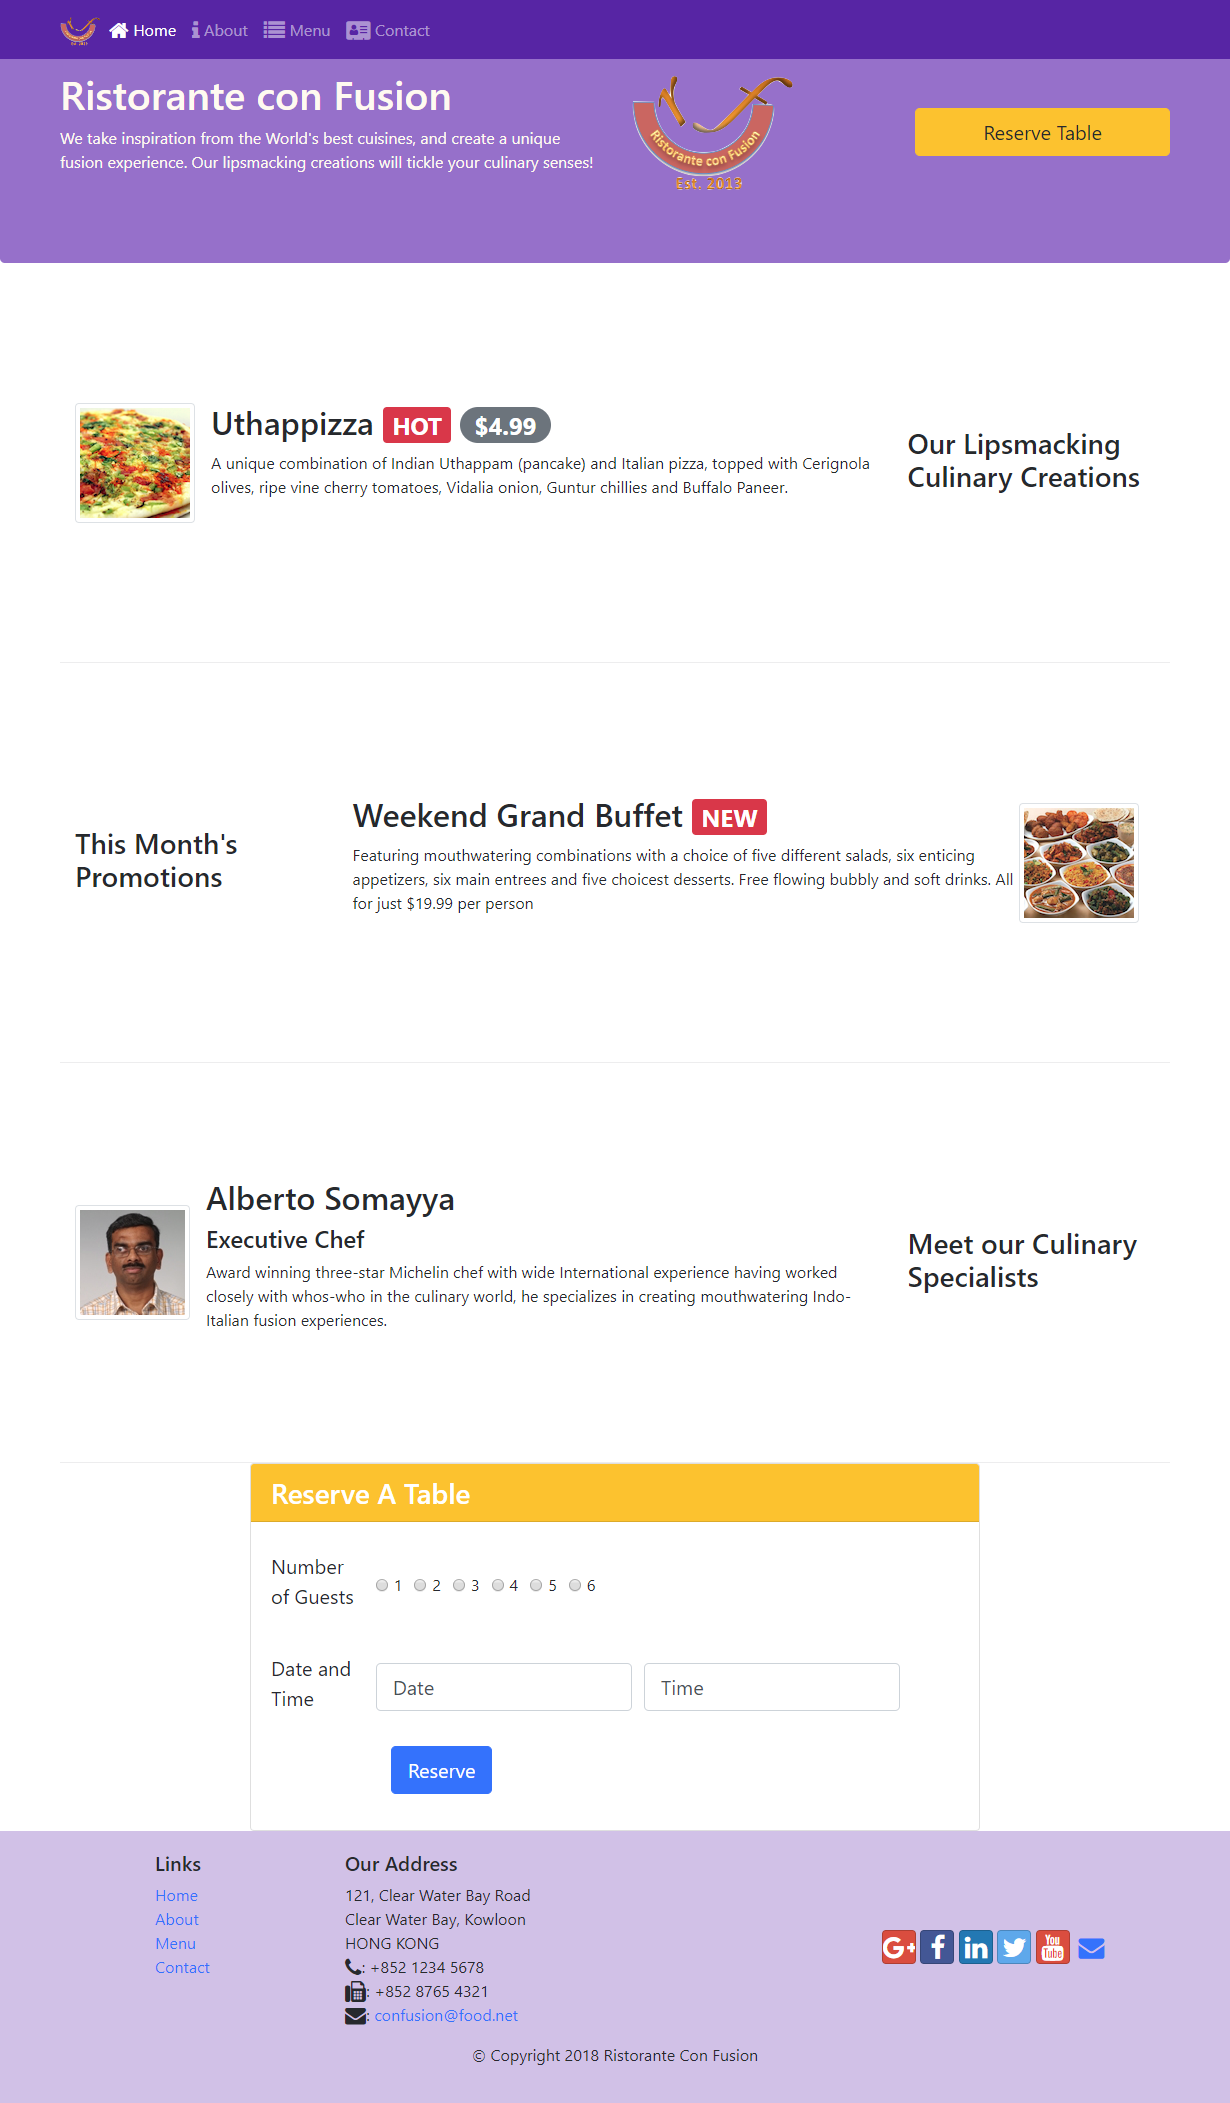 Home About Menu Contact
Ristorante con Fusion
We take inspiration from the World's best cuisines, and create a unique
fusion experience. Our lipsmacking creations will tickle your culinary senses!
Ristorante con Fusion
Est. 2013
Reserve Table
Uthappizza HOT $4.99
A unique combination of Indian Uthappam (pancake) and Italian pizza, topped with Cerignola
olives, ripe vine cherry tomatoes, Vidalia onion, Guntur chillies and Buffalo Paneer.
Our Lipsmacking
Culinary Creations
This Month's
Promotions
Weekend Grand Buffet NEW
Featuring mouthwatering combinations with a choice of five different salads, six enticing
appetizers, six main entrees and five choicest desserts. Free flowing bubbly and soft drinks. All
for just $19.99 per person
Alberto Somayya
Executive Chef
Award winning three-star Michelin chef with wide International experience having worked
closely with whos-who in the culinary world, he specializes in creating mouthwatering Indo-
Italian fusion experiences.
Meet our Culinary
Specialists
Reserve A Table
Number
of Guests
1 2 3 4 5 6
Date and
Time
Date
Time
Reserve
Links
Home
About
Menu
Contact
Our Address
121, Clear Water Bay Road
Clear Water Bay, Kowloon
HONG KONG
: +852 1234 5678
: +852 8765 4321
: confusion@food.net
G+ f in You Tube
© Copyright 2018 Ristorante Con Fusion